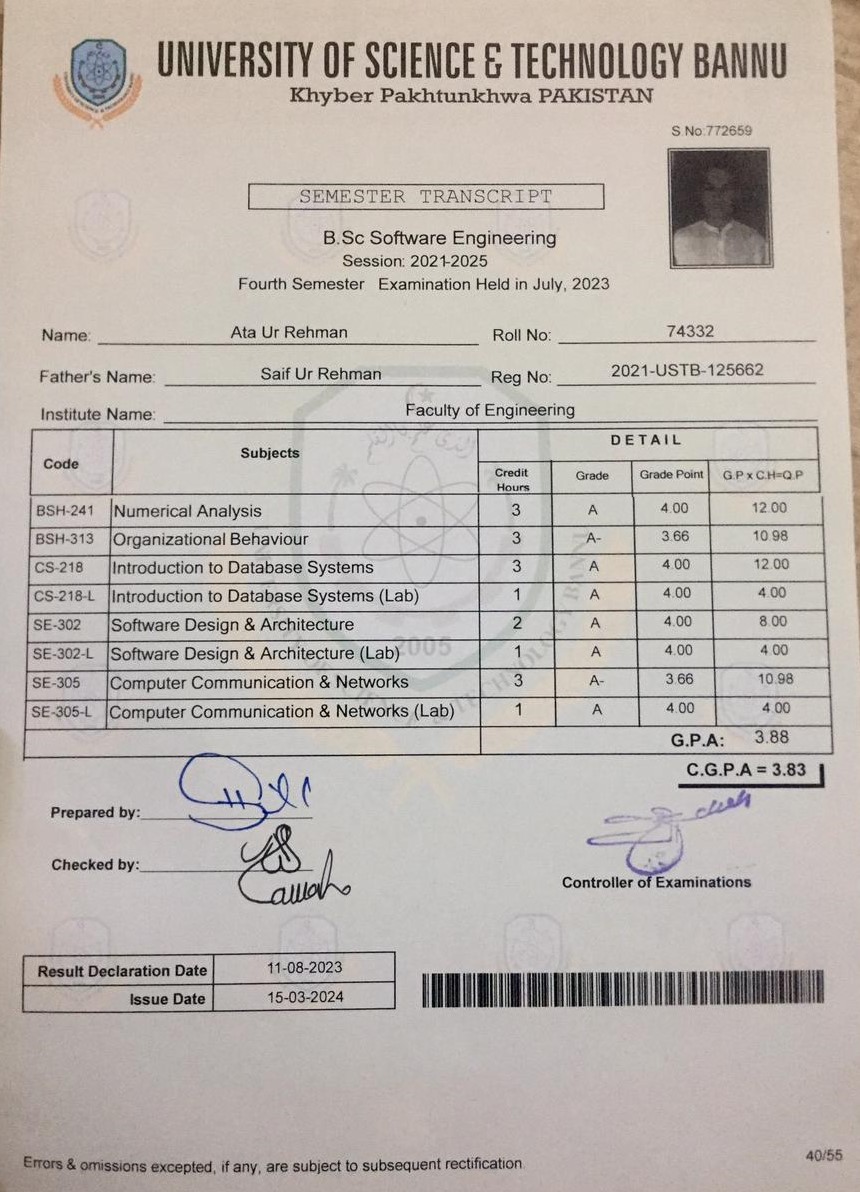 UNIVERSITY OF SCIENCE & TECHNOLOGY BANNU
Khyber Pakhtunkhwa PAKISTAN
S.No:772659
SEMESTER TRANSCRIPT
B.Sc Software Engineering
Session: 2021-2025
Fourth Semester Examination Held in July, 2023
Name: Ata Ur Rehman Roll No: 74332
Father's Name: Saif Ur Rehman Reg No: 2021-USTB-125662
Institute Name: Faculty of Engineering
Code Subjects DETAIL
Credit Hours Grade Grade Point G.P x C.H=Q.P
BSH-241 Numerical Analysis 3 A 4.00 12.00
BSH-313 Organizational Behaviour 3 A- 3.66 10.98
CS-218 Introduction to Database Systems 3 A 4.00 12.00
CS-218-L Introduction to Database Systems (Lab) 1 A 4.00 4.00
SE-302 Software Design & Architecture 2 A 4.00 8.00
SE-302-L Software Design & Architecture (Lab) 1 A 4.00 4.00
SE-305 Computer Communication & Networks 3 A- 3.66 10.98
SE-305-L Computer Communication & Networks (Lab) 1 A 4.00 4.00
2005
G.P.A: 3.88
C.G.P.A = 3.83
Prepared by:
Checked by:
Controller of Examinations
Result Declaration Date 11-08-2023
Issue Date 15-03-2024
Errors & omissions excepted, if any, are subject to subsequent rectification
40/55